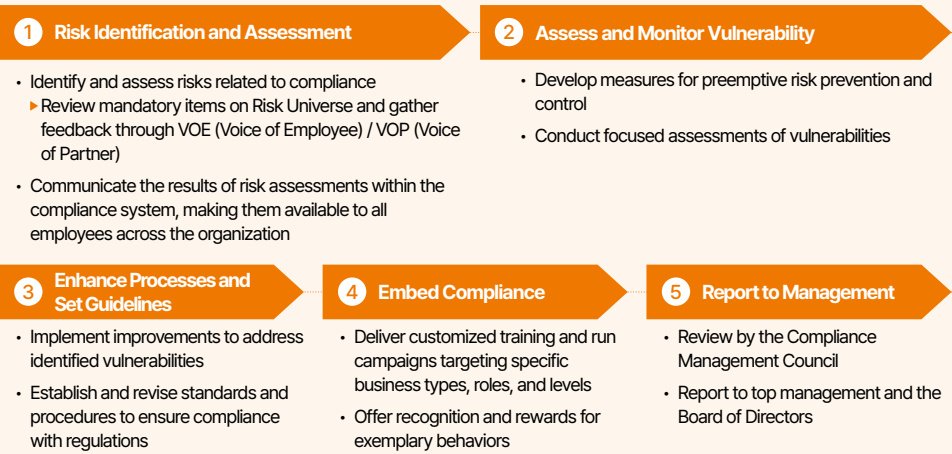 1 Risk Identification and Assessment
• Identify and assess risks related to compliance
▶ Review mandatory items on Risk Universe and gather
feedback through VOE (Voice of Employee) / VOP (Voice
of Partner)
• Communicate the results of risk assessments within the
compliance system, making them available to all
employees across the organization
2 Assess and Monitor Vulnerability
• Develop measures for preemptive risk prevention and
control
• Conduct focused assessments of vulnerabilities
3 Enhance Processes and
Set Guidelines
• Implement improvements to address
identified vulnerabilities
• Establish and revise standards and
procedures to ensure compliance
with regulations
4 Embed Compliance
• Deliver customized training and run
campaigns targeting specific
business types, roles, and levels
• Offer recognition and rewards for
exemplary behaviors
5 Report to Management
• Review by the Compliance
Management Council
• Report to top management and the
Board of Directors